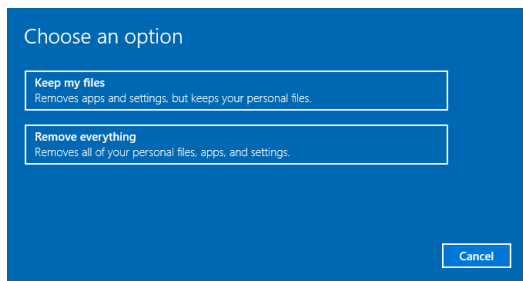 Choose an option
Keep my files
Removes apps and settings, but keeps your personal files.
Remove everything
Removes all of your personal files, apps, and settings.
Cancel